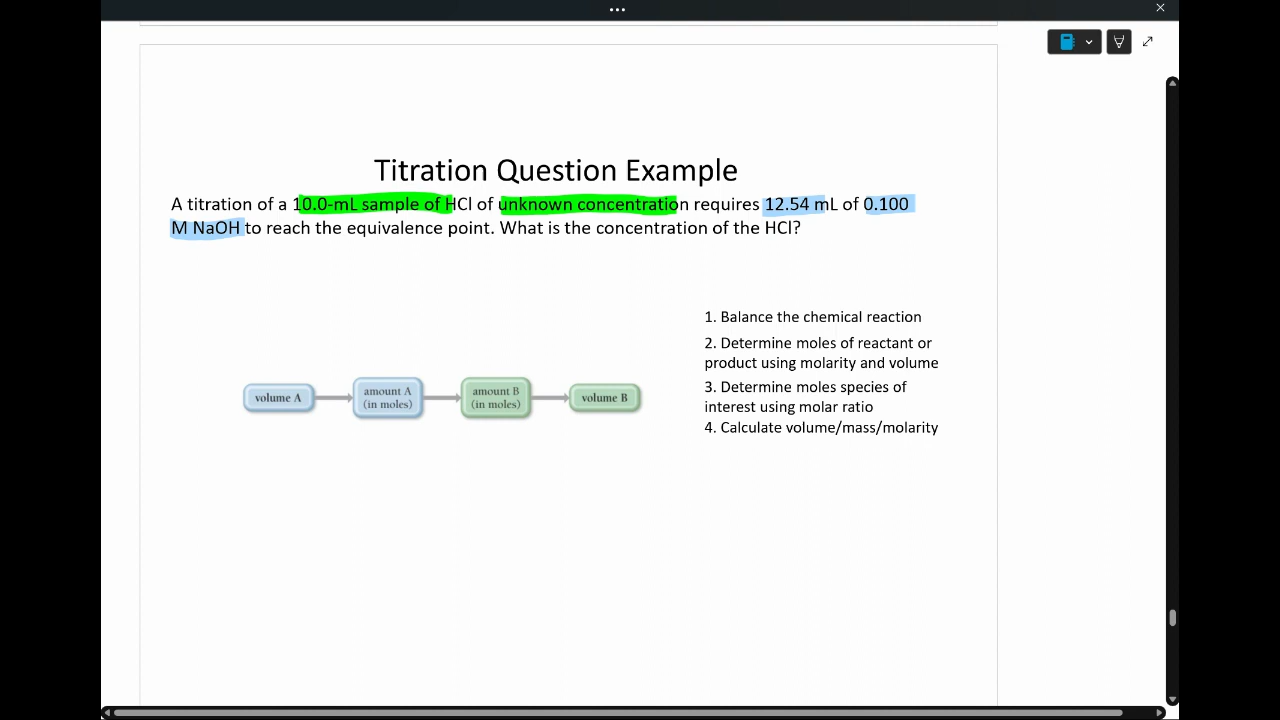 Titration Question Example
A titration of a 10.0-mL sample of HCl of unknown concentration requires 12.54 mL of 0.100
M NaOH to reach the equivalence point. What is the concentration of the HCl?
1. Balance the chemical reaction
2. Determine moles of reactant or
product using molarity and volume
3. Determine moles species of
interest using molar ratio
4. Calculate volume/mass/molarity
volume A
amount A
(in moles)
amount B
(in moles)
volume B